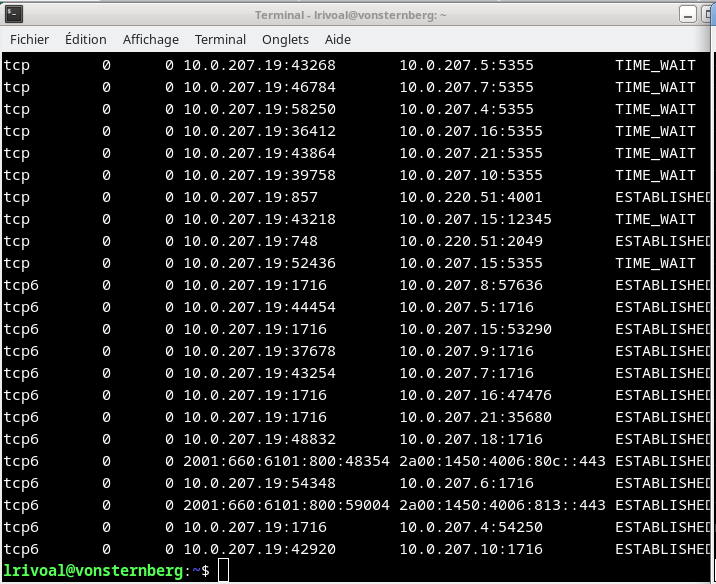 Terminal - lrivoal@vonsternberg: ~
Fichier Édition Affichage Terminal Onglets Aide
tcp 0 0 10.0.207.19:43268 10.0.207.5:5355 TIME_WAIT
tcp 0 0 10.0.207.19:46784 10.0.207.7:5355 TIME_WAIT
tcp 0 0 10.0.207.19:58250 10.0.207.4:5355 TIME_WAIT
tcp 0 0 10.0.207.19:36412 10.0.207.16:5355 TIME_WAIT
tcp 0 0 10.0.207.19:43864 10.0.207.21:5355 TIME_WAIT
tcp 0 0 10.0.207.19:39758 10.0.207.10:5355 TIME_WAIT
tcp 0 0 10.0.207.19:857 10.0.220.51:4001 ESTABLISHED
tcp 0 0 10.0.207.19:43218 10.0.207.15:12345 TIME_WAIT
tcp 0 0 10.0.207.19:748 10.0.220.51:2049 ESTABLISHED
tcp 0 0 10.0.207.19:52436 10.0.207.15:5355 TIME_WAIT
tcp6 0 0 10.0.207.19:1716 10.0.207.8:57636 ESTABLISHED
tcp6 0 0 10.0.207.19:44454 10.0.207.5:1716 ESTABLISHED
tcp6 0 0 10.0.207.19:1716 10.0.207.15:53290 ESTABLISHED
tcp6 0 0 10.0.207.19:37678 10.0.207.9:1716 ESTABLISHED
tcp6 0 0 10.0.207.19:43254 10.0.207.7:1716 ESTABLISHED
tcp6 0 0 10.0.207.19:1716 10.0.207.16:47476 ESTABLISHED
tcp6 0 0 10.0.207.19:1716 10.0.207.21:35680 ESTABLISHED
tcp6 0 0 10.0.207.19:48832 10.0.207.18:1716 ESTABLISHED
tcp6 0 0 2001:660:6101:800:48354 2a00:1450:4006:80c::443 ESTABLISHED
tcp6 0 0 10.0.207.19:54348 10.0.207.6:1716 ESTABLISHED
tcp6 0 0 2001:660:6101:800:59004 2a00:1450:4006:813::443 ESTABLISHED
tcp6 0 0 10.0.207.19:1716 10.0.207.4:54250 ESTABLISHED
tcp6 0 0 10.0.207.19:42920 10.0.207.10:1716 ESTABLISHED
lrivoal@vonsternberg:~$